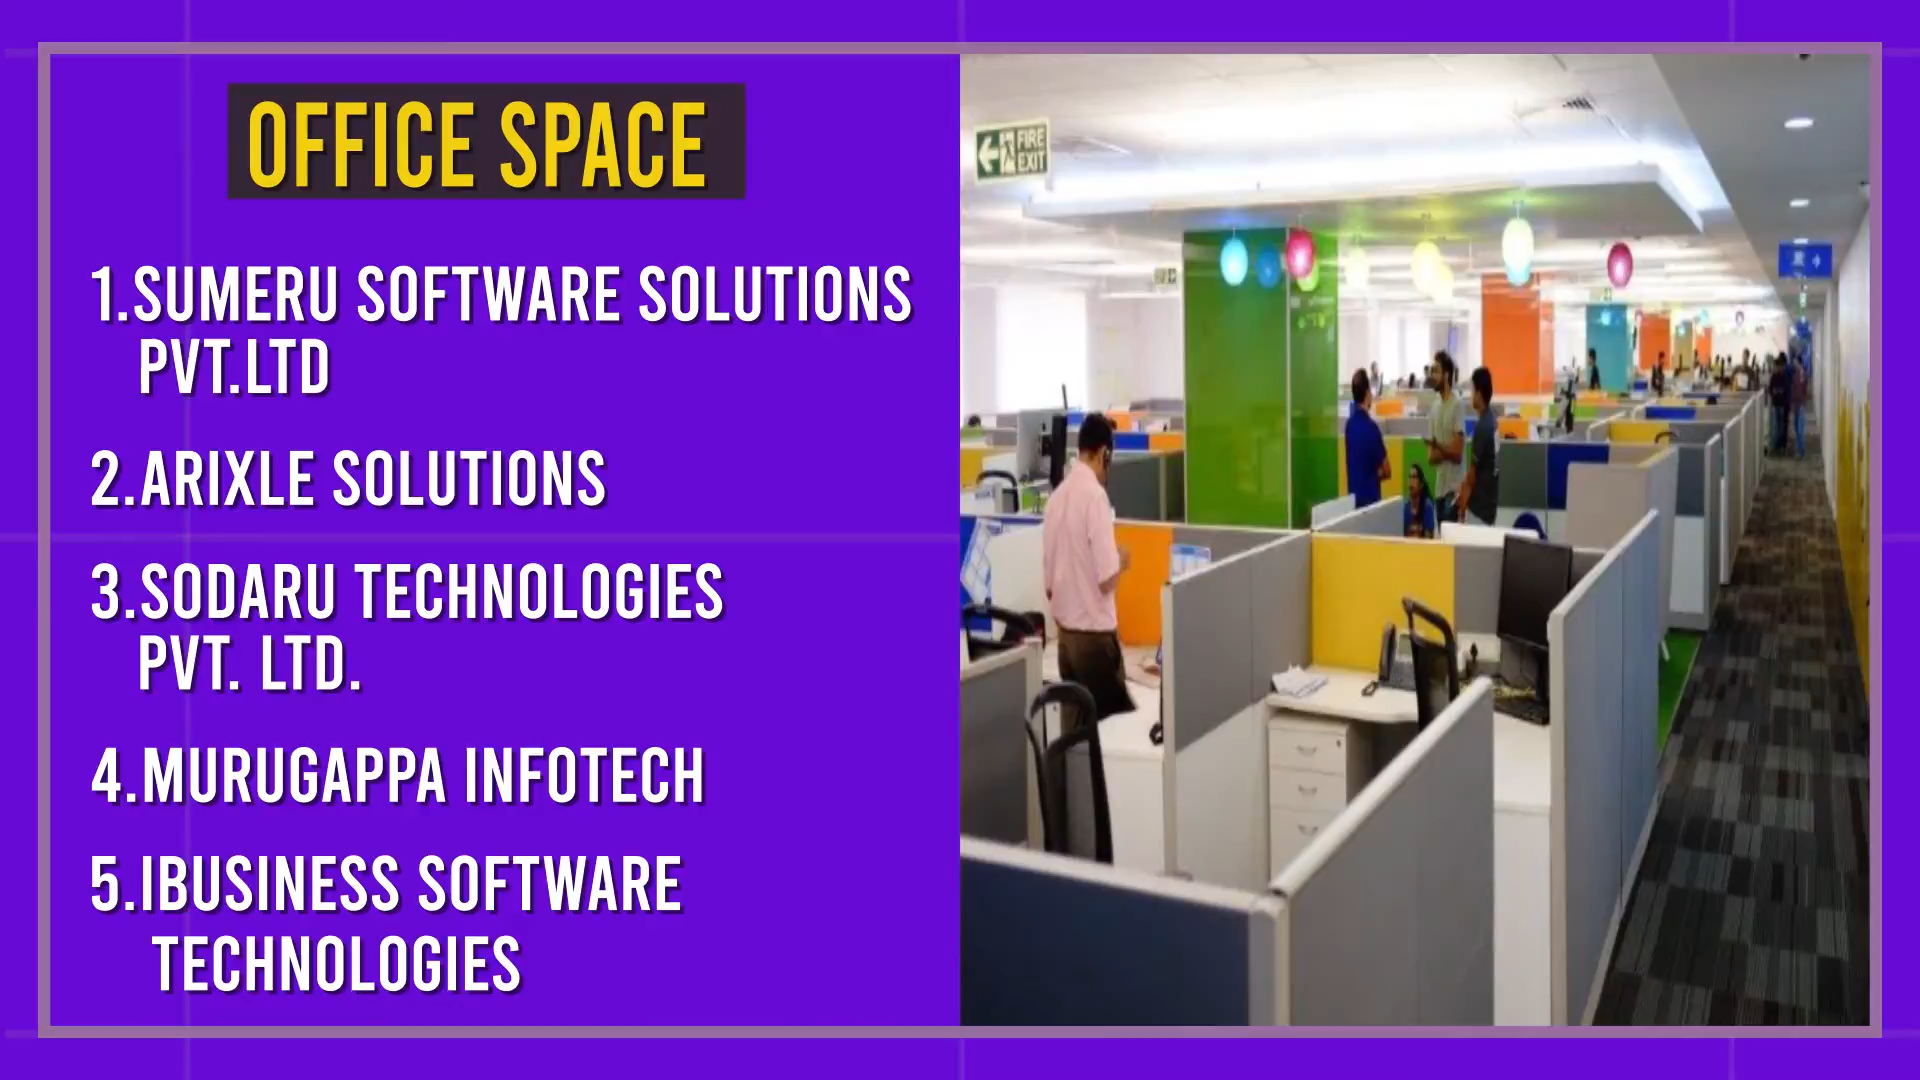 OFFICE SPACE
1.SUMERU SOFTWARE SOLUTIONS
PVT.LTD
2.ARIXLE SOLUTIONS
3.SODARU TECHNOLOGIES
PVT. LTD.
4.MURUGAPPA INFOTECH
5.IBUSINESS SOFTWARE
TECHNOLOGIES
FIRE
EXIT